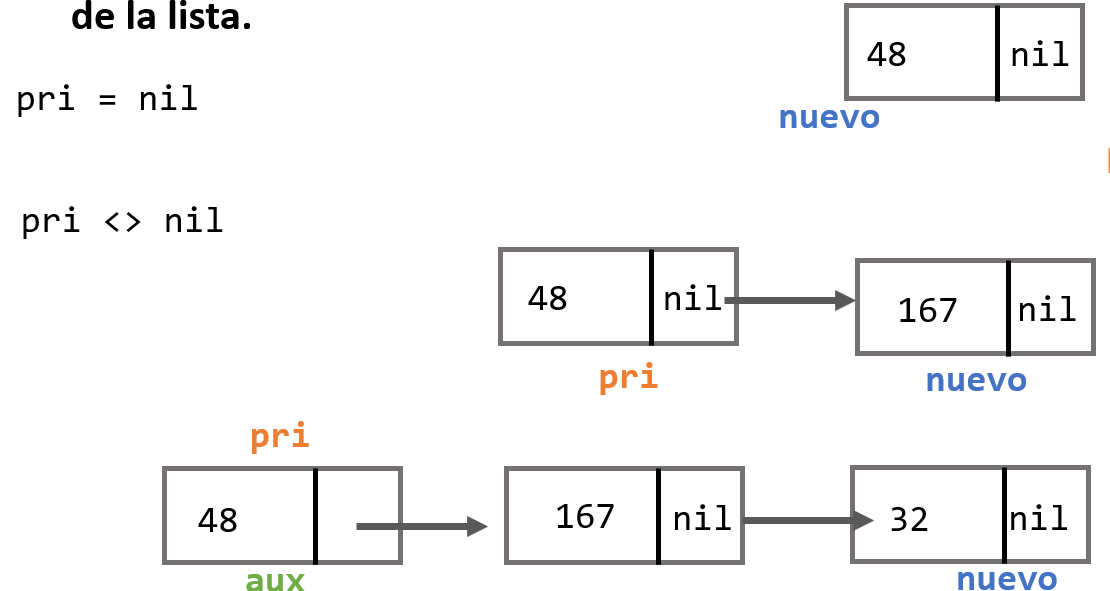 de la lista.
48 nil
nuevo
pri = nil
pri <> nil
48 nil
167 nil
pri
nuevo
pri
48
167 nil
32 nil
aux
nuevo